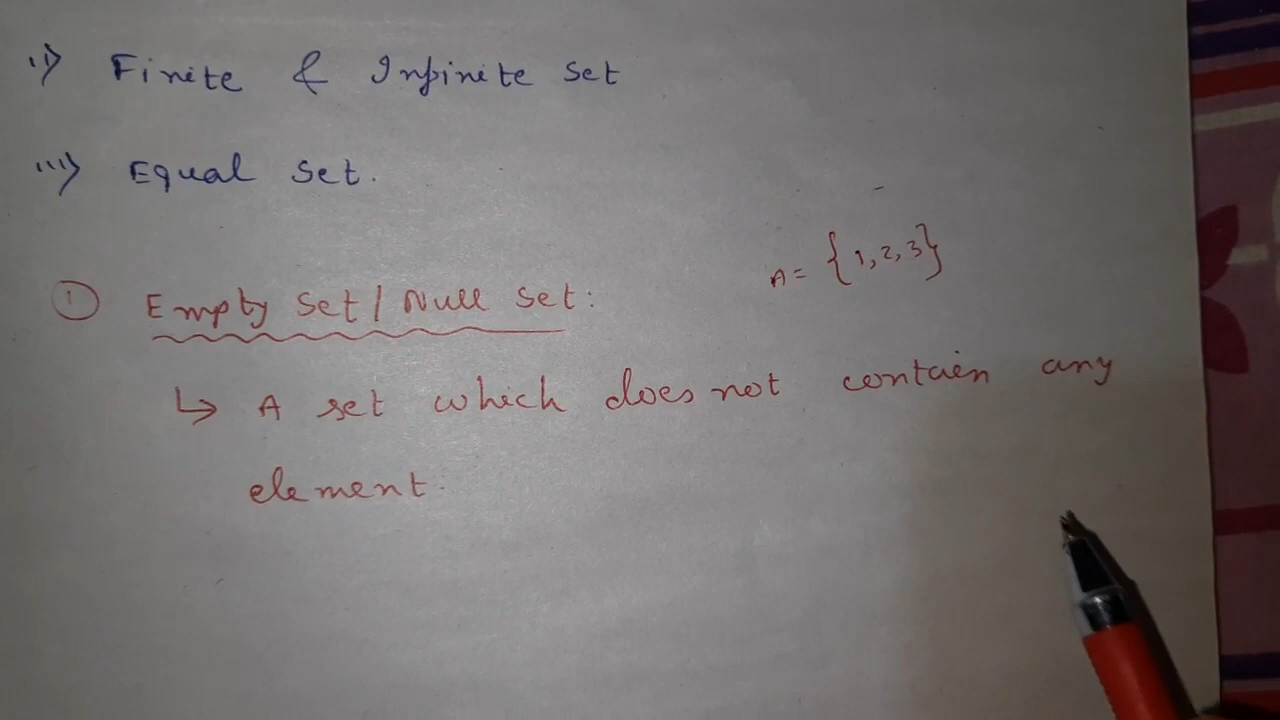 ii) Finite & Infinite Set
iii) Equal Set.
A = {1, 2, 3}
① Empty Set / Null Set:
↳ A set which does not contain any
element.